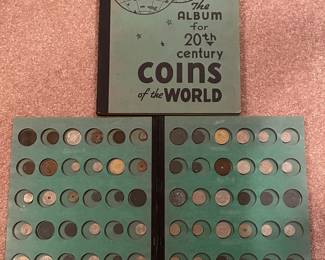 The
ALBUM
for
20th
century
COINS
of the WORLD